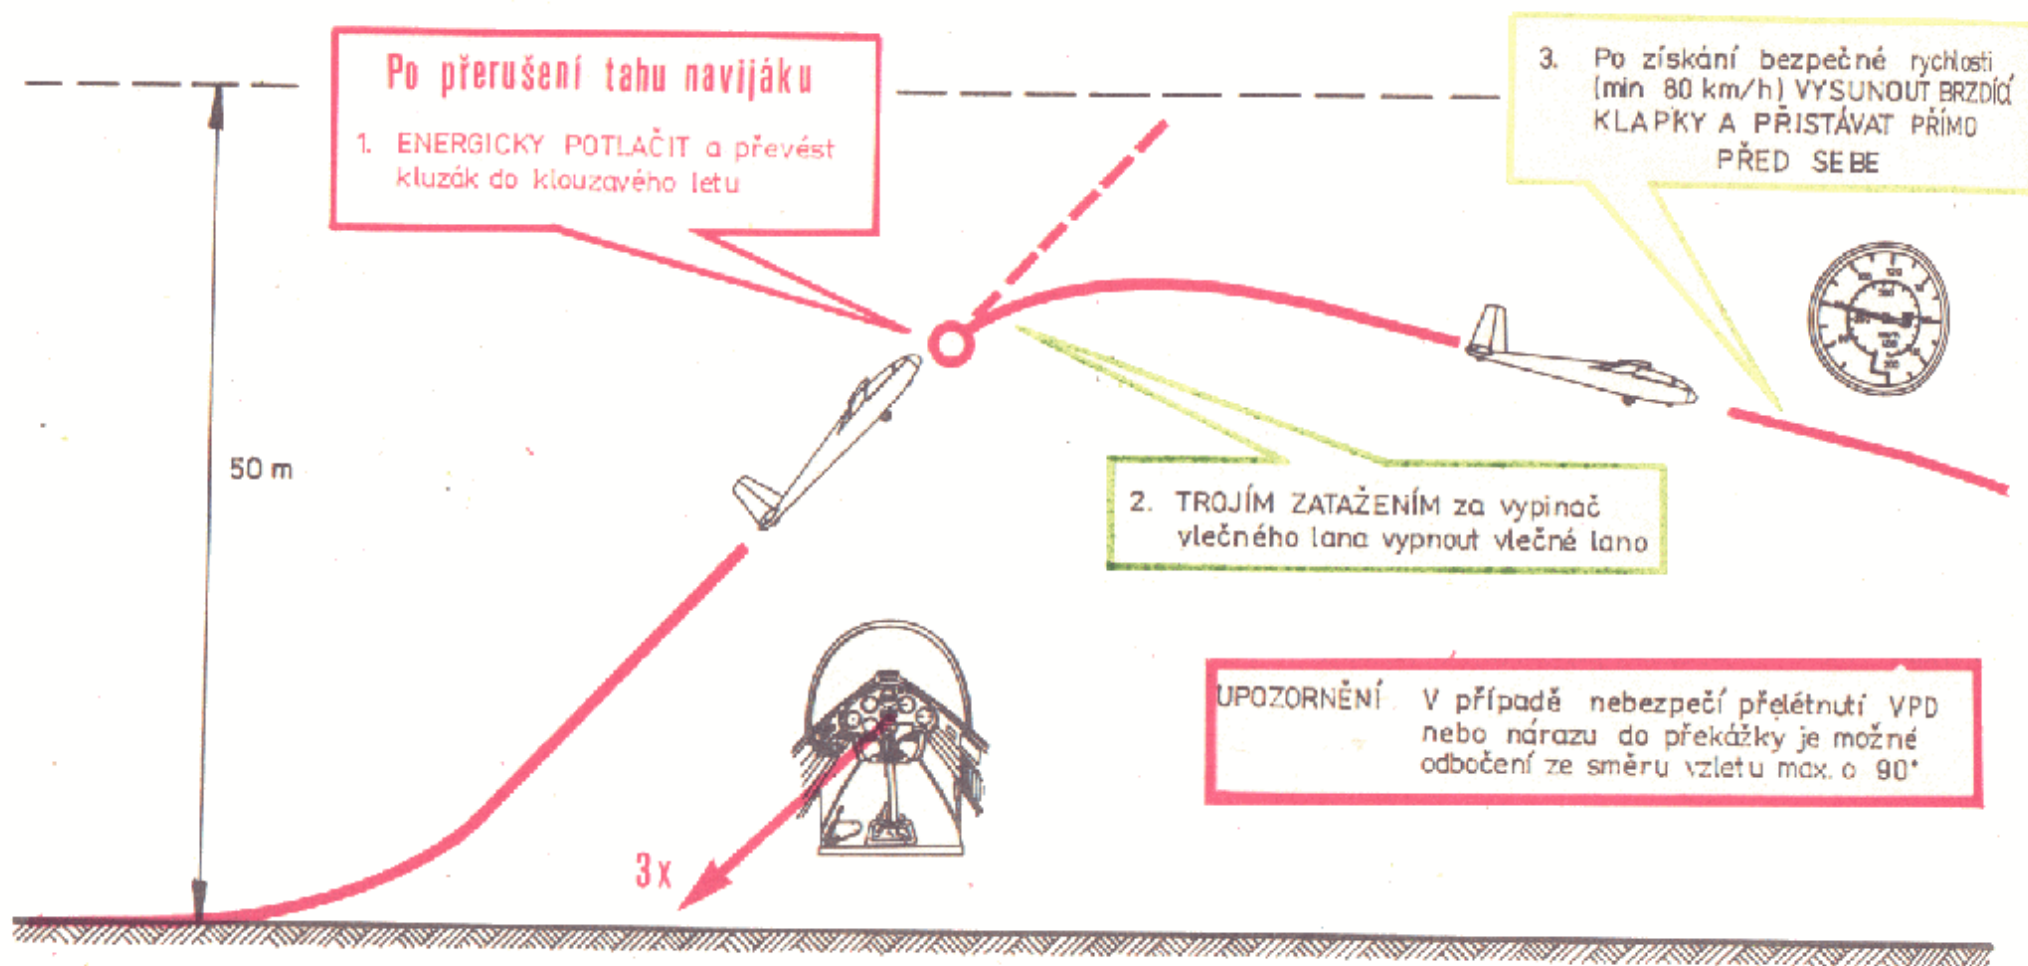 Po přerušení tahu navijáku
1. ENERGICKY POTLAČIT a převést
kluzák do klouzavého letu
50 m
2. TROJÍM ZATAŽENÍM za vypinač
vlečného lana vypnout vlečné lano
3. Po získání bezpečné rychlosti
(min 80 km/h) VYSUNOUT BRZDÍCÍ
KLAPKY A PŘISTÁVAT PŘÍMO
PŘED SEBE
3x
UPOZORNĚNÍ V případě nebezpečí přelétnutí VPD
nebo nárazu do překážky je možné
odbočení ze směru vzletu max. o 90°